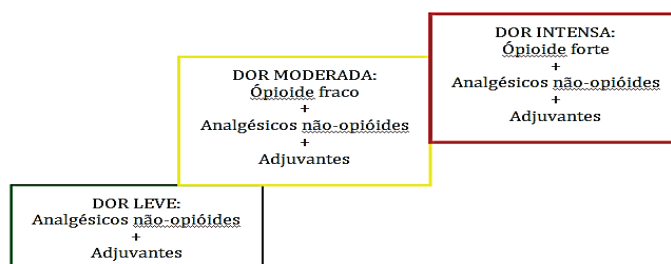 DOR INTENSA:
Ópioide forte
+
Analgésicos não-opióides
+
Adjuvantes
DOR MODERADA:
Ópioide fraco
+
Analgésicos não-opióides
+
Adjuvantes
DOR LEVE:
Analgésicos não-opióides
+
Adjuvantes